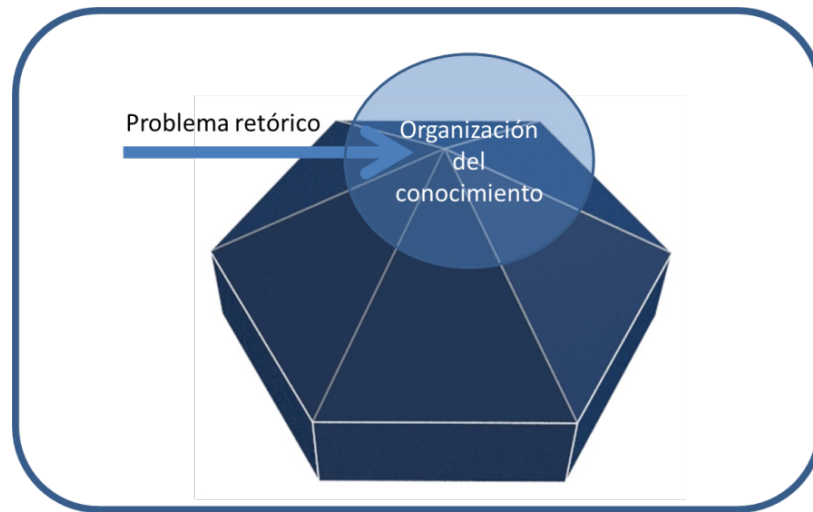 Problema retórico
Organización
del
conocimiento